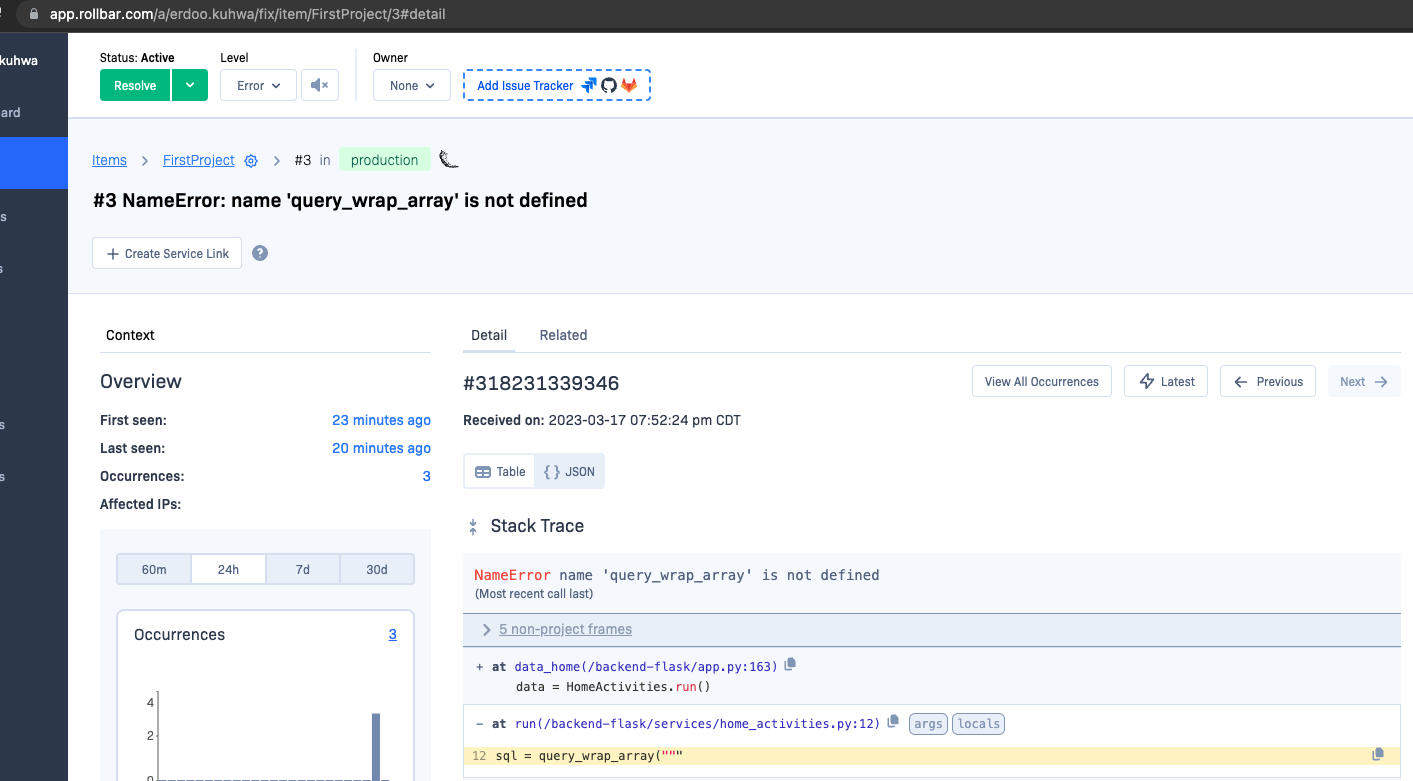 app.rollbar.com/a/erdoo.kuhwa/fix/item/FirstProject/3#detail
kuhwa
Status: Active
Level
Owner
Resolve
Error
None
Add Issue Tracker
ard
Items > FirstProject > #3 in production
#3 NameError: name 'query_wrap_array' is not defined
s
+ Create Service Link ?
s
Context
Detail
Related
Overview
#318231339346
View All Occurrences
Latest
Previous
Next
First seen: 23 minutes ago
Received on: 2023-03-17 07:52:24 pm CDT
s
Last seen: 20 minutes ago
Occurrences: 3
Table
{ } JSON
s
Affected IPs:
Stack Trace
60m 24h 7d 30d
NameError name 'query_wrap_array' is not defined
(Most recent call last)
Occurrences 3
> 5 non-project frames
+ at data_home(/backend-flask/app.py:163)
data = HomeActivities.run()
4
− at run(/backend-flask/services/home_activities.py:12) args locals
2
12 sql = query_wrap_array("""
0